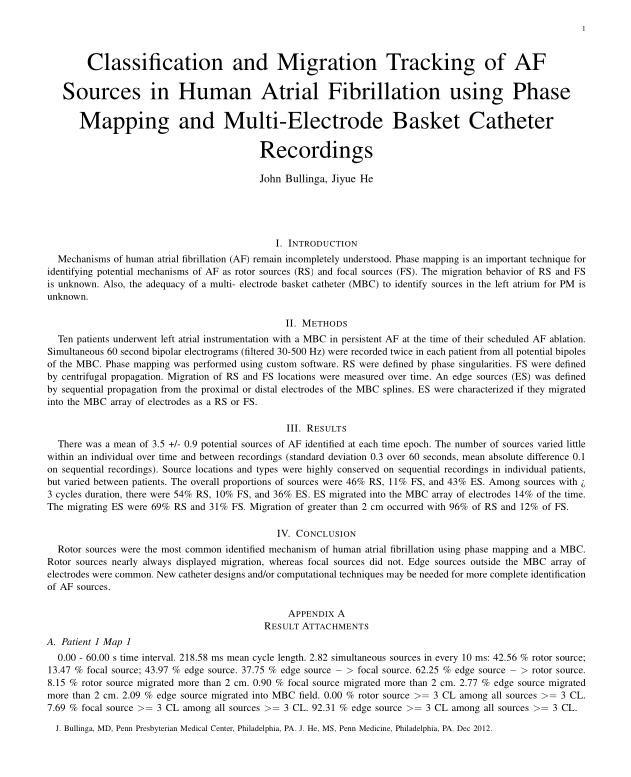 1
Classification and Migration Tracking of AF
Sources in Human Atrial Fibrillation using Phase
Mapping and Multi-Electrode Basket Catheter
Recordings
John Bullinga, Jiyue He
I. Introduction
Mechanisms of human atrial fibrillation (AF) remain incompletely understood. Phase mapping is an important technique for
identifying potential mechanisms of AF as rotor sources (RS) and focal sources (FS). The migration behavior of RS and FS
is unknown. Also, the adequacy of a multi- electrode basket catheter (MBC) to identify sources in the left atrium for PM is
unknown.
II. Methods
Ten patients underwent left atrial instrumentation with a MBC in persistent AF at the time of their scheduled AF ablation.
Simultaneous 60 second bipolar electrograms (filtered 30-500 Hz) were recorded twice in each patient from all potential bipoles
of the MBC. Phase mapping was performed using custom software. RS were defined by phase singularities. FS were defined
by centrifugal propagation. Migration of RS and FS locations were measured over time. An edge sources (ES) was defined
by sequential propagation from the proximal or distal electrodes of the MBC splines. ES were characterized if they migrated
into the MBC array of electrodes as a RS or FS.
III. Results
There was a mean of 3.5 +/- 0.9 potential sources of AF identified at each time epoch. The number of sources varied little
within an individual over time and between recordings (standard deviation 0.3 over 60 seconds, mean absolute difference 0.1
on sequential recordings). Source locations and types were highly conserved on sequential recordings in individual patients,
but varied between patients. The overall proportions of sources were 46% RS, 11% FS, and 43% ES. Among sources with ¿
3 cycles duration, there were 54% RS, 10% FS, and 36% ES. ES migrated into the MBC array of electrodes 14% of the time.
The migrating ES were 69% RS and 31% FS. Migration of greater than 2 cm occurred with 96% of RS and 12% of FS.
IV. Conclusion
Rotor sources were the most common identified mechanism of human atrial fibrillation using phase mapping and a MBC.
Rotor sources nearly always displayed migration, whereas focal sources did not. Edge sources outside the MBC array of
electrodes were common. New catheter designs and/or computational techniques may be needed for more complete identification
of AF sources.
Appendix A
Result Attachments
A. Patient 1 Map 1
0.00 - 60.00 s time interval. 218.58 ms mean cycle length. 2.82 simultaneous sources in every 10 ms: 42.56 % rotor source;
13.47 % focal source; 43.97 % edge source. 37.75 % edge source − > focal source. 62.25 % edge source − > rotor source.
8.15 % rotor source migrated more than 2 cm. 0.90 % focal source migrated more than 2 cm. 2.77 % edge source migrated
more than 2 cm. 2.09 % edge source migrated into MBC field. 0.00 % rotor source >= 3 CL among all sources >= 3 CL.
7.69 % focal source >= 3 CL among all sources >= 3 CL. 92.31 % edge source >= 3 CL among all sources >= 3 CL.
J. Bullinga, MD, Penn Presbyterian Medical Center, Philadelphia, PA. J. He, MS, Penn Medicine, Philadelphia, PA. Dec 2012.